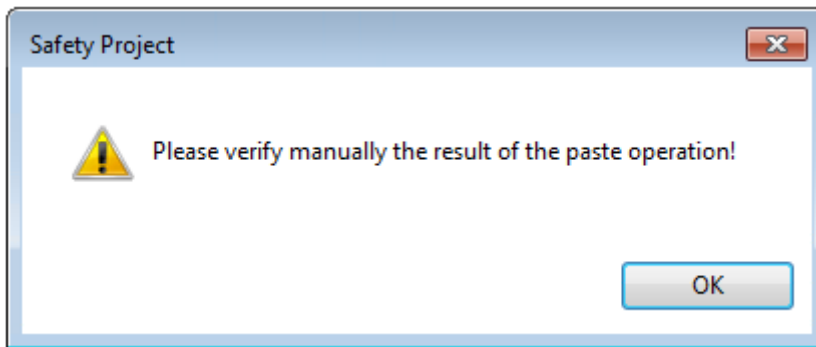 Safety Project
Please verify manually the result of the paste operation!
OK